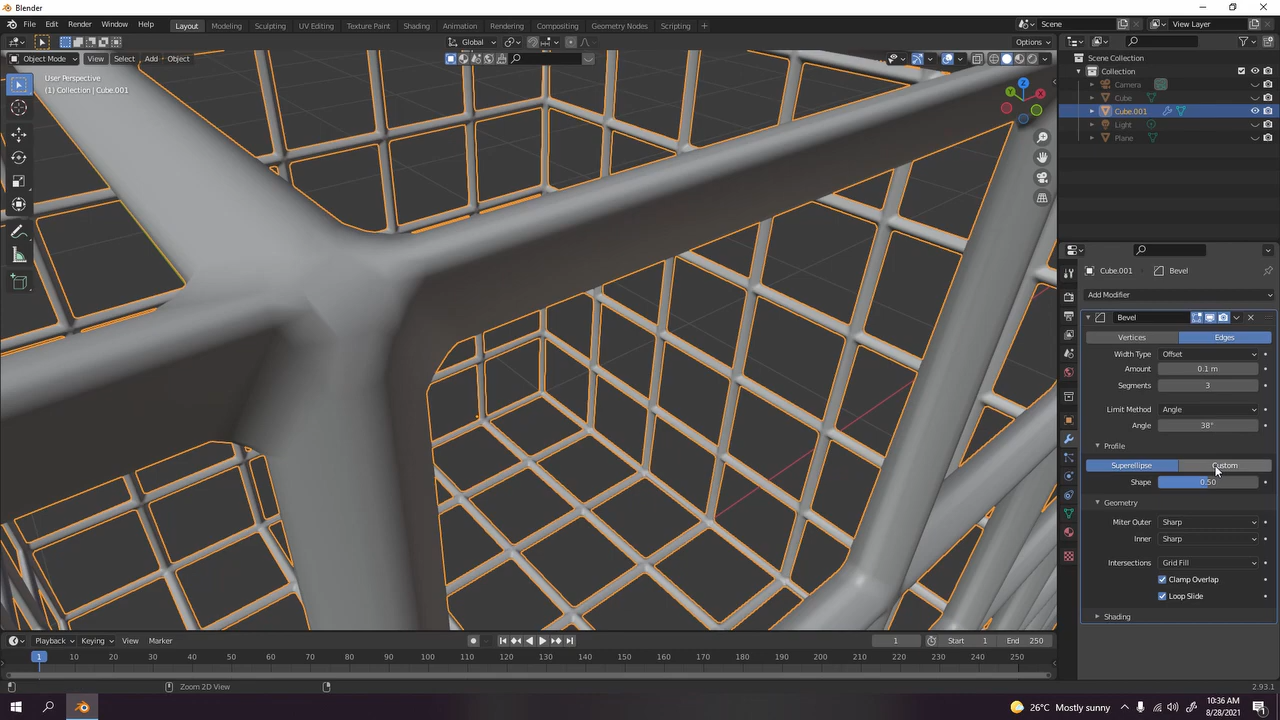 Blender
File Edit Render Window Help Layout Modeling Sculpting UV Editing Texture Paint Shading Animation Rendering Compositing Geometry Nodes Scripting + Scene View Layer
Global Options
Object Mode View Select Add Object
User Perspective
(1) Collection | Cube.001
Scene Collection
Collection
Camera
Cube
Cube.001
Light
Plane
Z
Y
X
Cube.001 Bevel
Add Modifier
Bevel
Vertices Edges
Width Type Offset
Amount 0.1 m
Segments 3
Limit Method Angle
Angle 38°
Profile
Superellipse Custom
Shape 0.50
Geometry
Miter Outer Sharp
Inner Sharp
Intersections Grid Fill
Clamp Overlap
Loop Slide
Shading
Playback Keying View Marker 1 Start 1 End 250
1 10 20 30 40 50 60 70 80 90 100 110 120 130 140 150 160 170 180 190 200 210 220 230 240 250
Zoom 2D View 2.93.1
26°C Mostly sunny 10:36 AM
8/28/2021